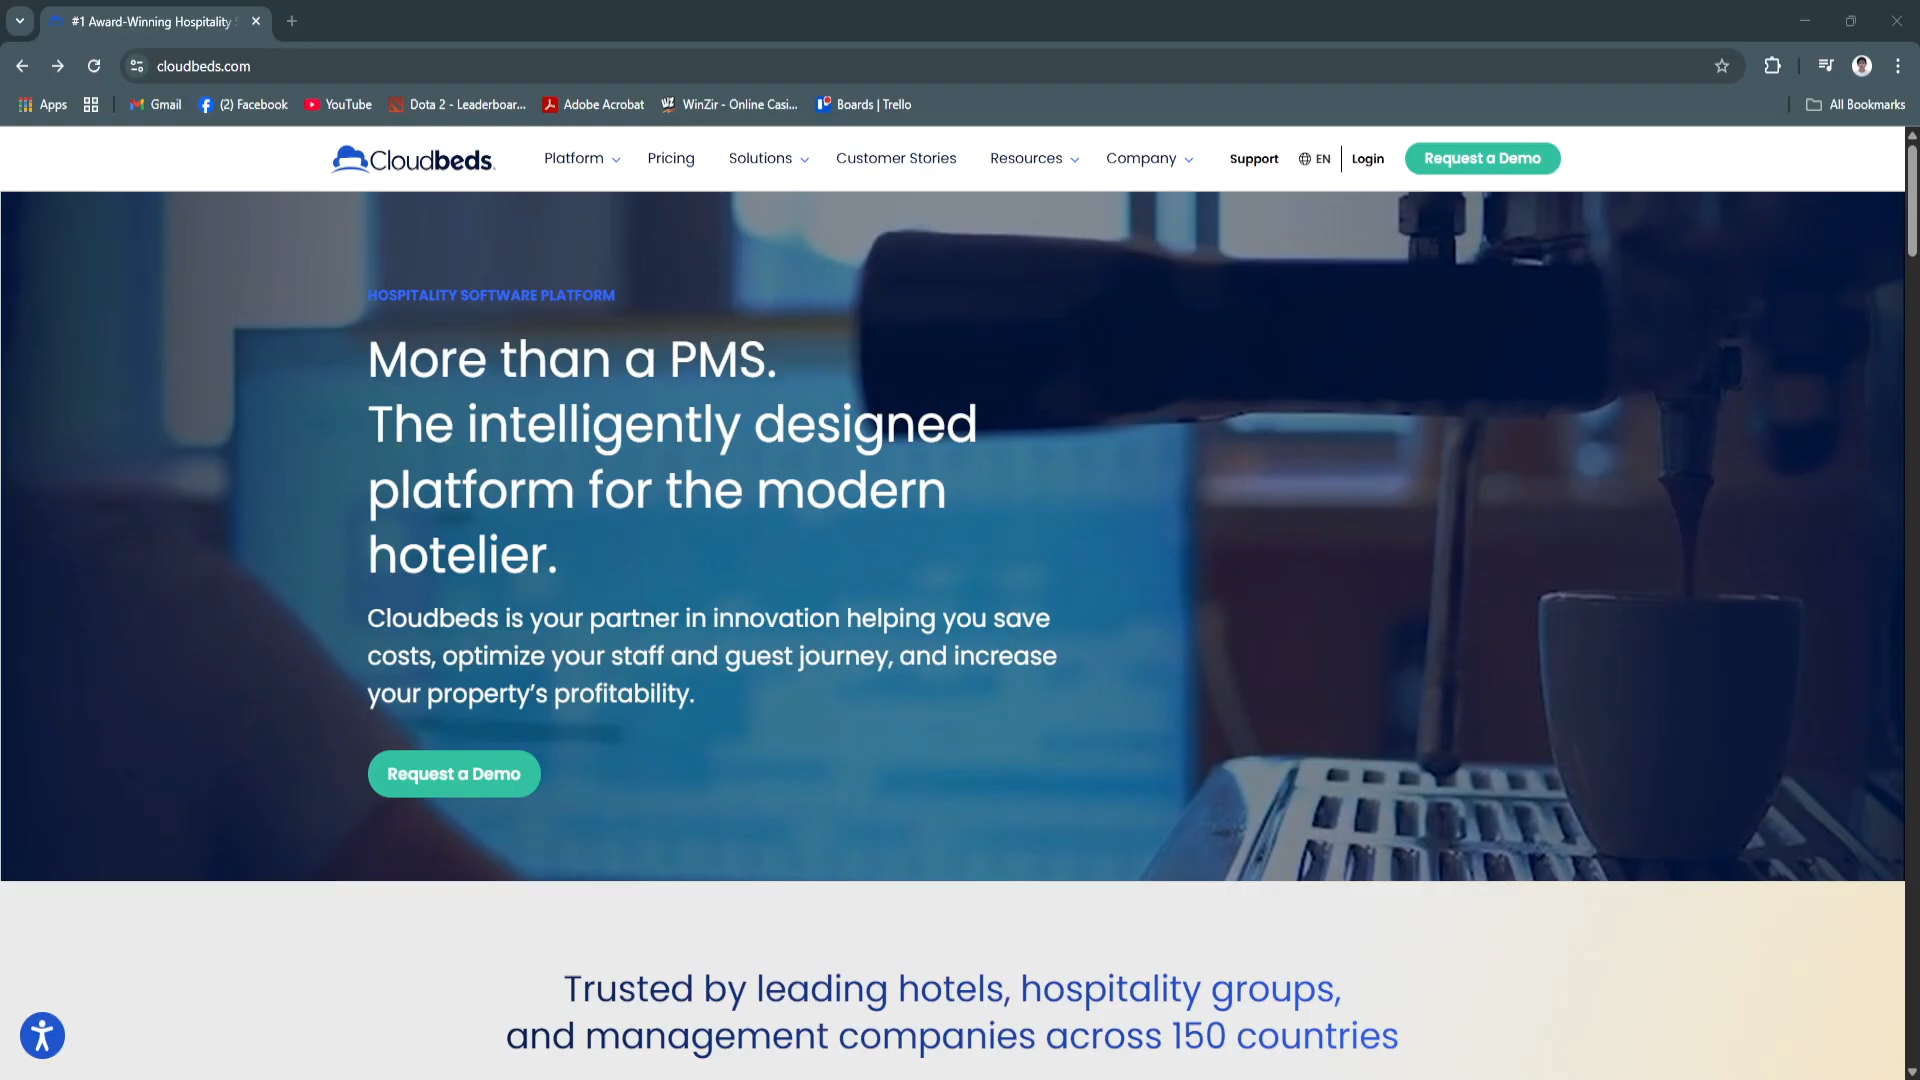 #1 Award-Winning Hospitality
cloudbeds.com
Apps
Gmail
(2) Facebook
YouTube
Dota 2 - Leaderboar...
Adobe Acrobat
WinZir - Online Casi...
Boards | Trello
All Bookmarks
Cloudbeds
Platform
Pricing
Solutions
Customer Stories
Resources
Company
Support
EN
Login
Request a Demo
HOSPITALITY SOFTWARE PLATFORM
More than a PMS.
The intelligently designed
platform for the modern
hotelier.
Cloudbeds is your partner in innovation helping you save
costs, optimize your staff and guest journey, and increase
your property’s profitability.
Request a Demo
Trusted by leading hotels, hospitality groups,
and management companies across 150 countries